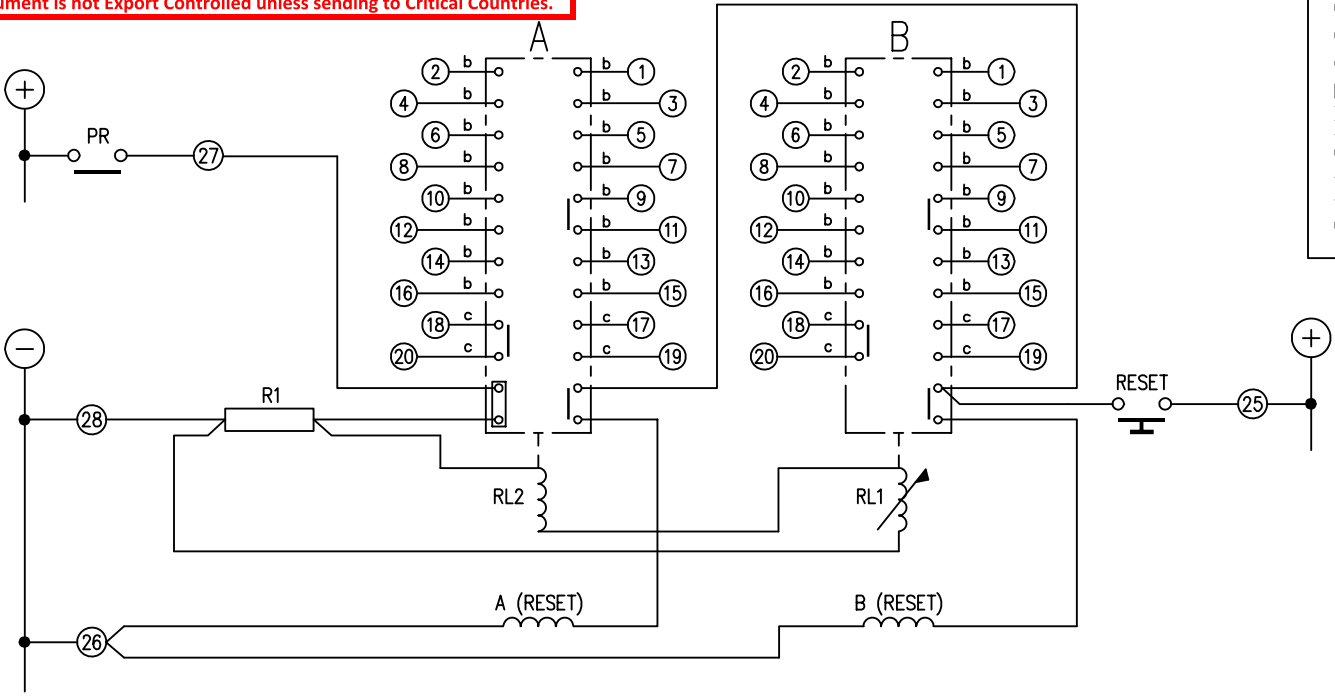 ument is not Export Controlled unless sending to Critical Countries.
A B
2 b b 1 2 b b 1
+ 4 b b 3 4 b b 3
PR 6 b b 5 6 b b 5
27 8 b b 7 8 b b 7
10 b b 9 10 b b 9
12 b b 11 12 b b 11
14 b b 13 14 b b 13
16 b b 15 16 b b 15
18 c c 17 18 c c 17 +
− 20 c c 19 20 c c 19
RESET
28 R1 25
RL2 RL1
A (RESET) B (RESET)
26